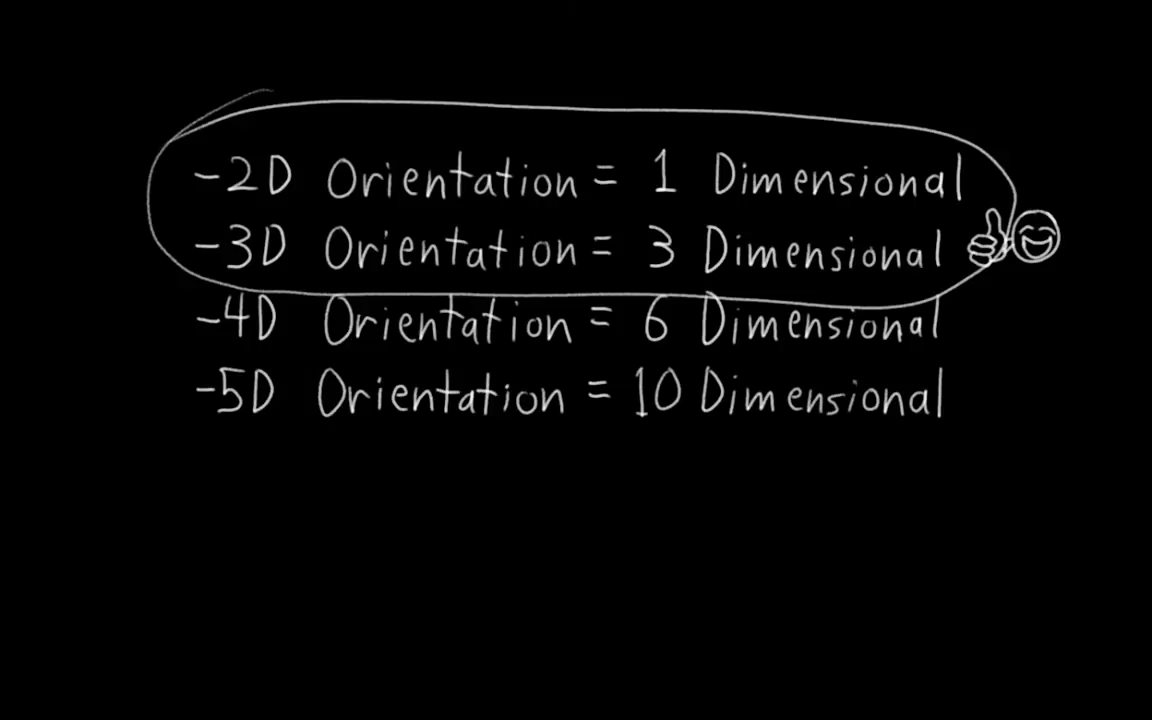 -2D Orientation = 1 Dimensional
-3D Orientation = 3 Dimensional
-4D Orientation = 6 Dimensional
-5D Orientation = 10 Dimensional